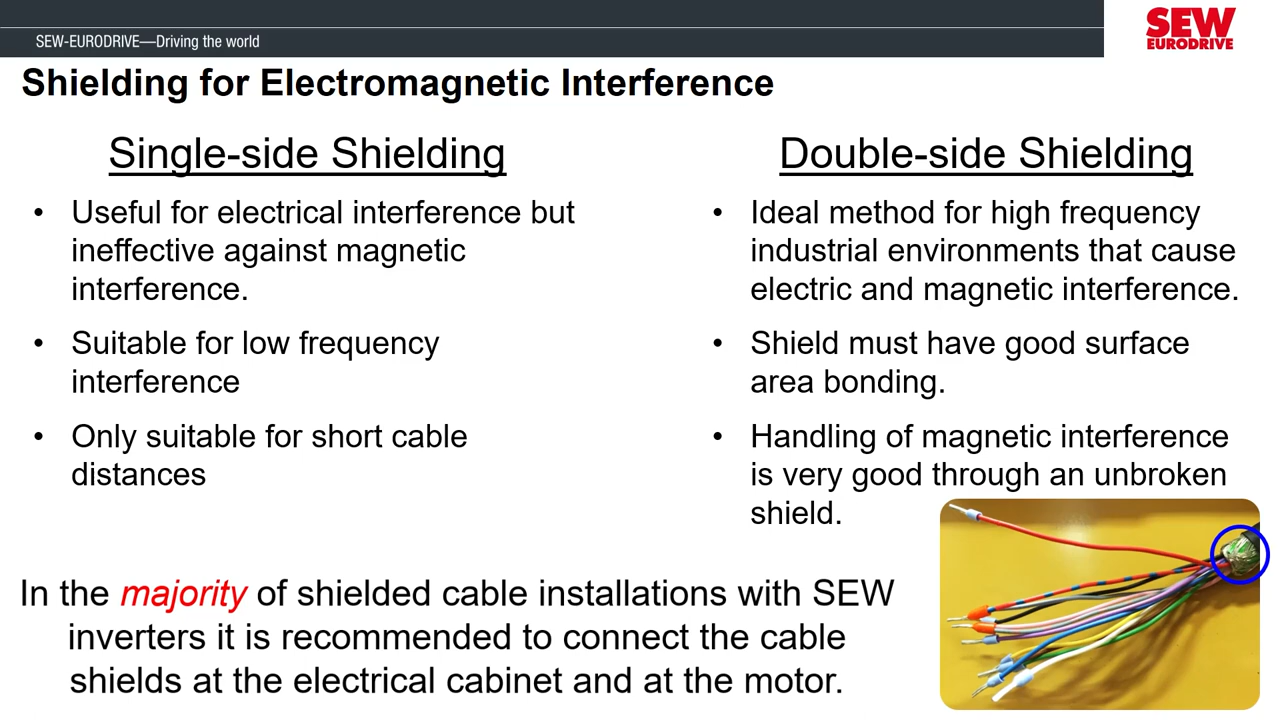 SEW-EURODRIVE—Driving the world
SEW
EURODRIVE
Shielding for Electromagnetic Interference
Single-side Shielding
• Useful for electrical interference but
ineffective against magnetic
interference.
• Suitable for low frequency
interference
• Only suitable for short cable
distances
Double-side Shielding
• Ideal method for high frequency
industrial environments that cause
electric and magnetic interference.
• Shield must have good surface
area bonding.
• Handling of magnetic interference
is very good through an unbroken
shield.
In the majority of shielded cable installations with SEW
inverters it is recommended to connect the cable
shields at the electrical cabinet and at the motor.